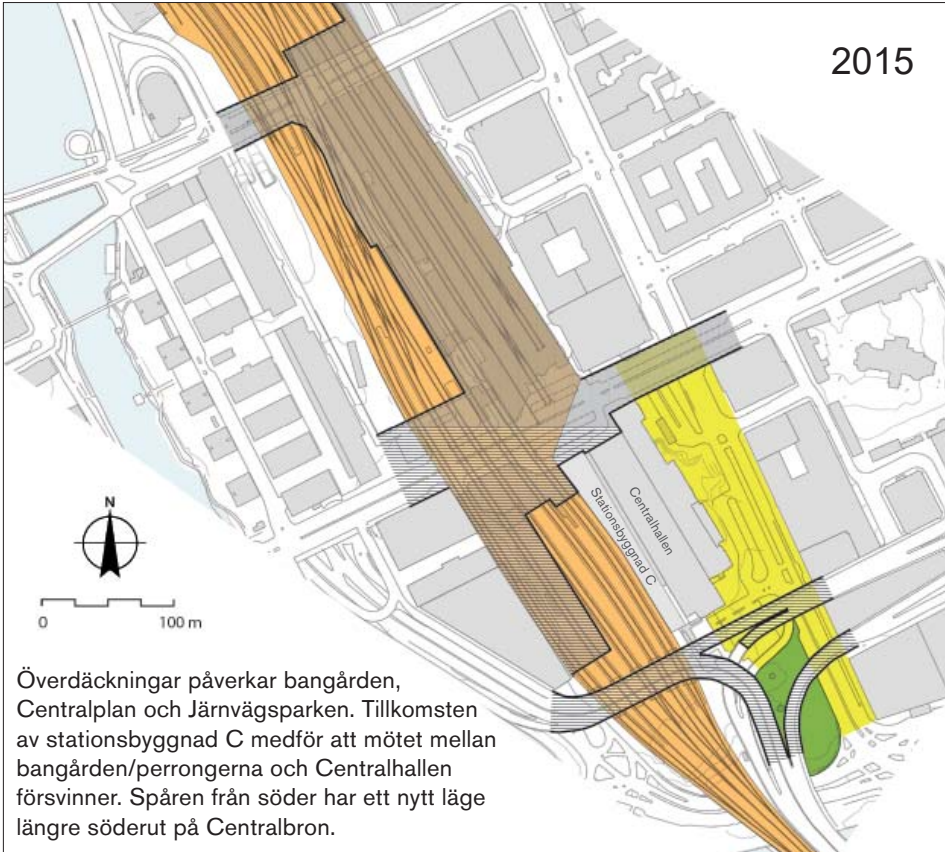 2015
Centralhallen
Stationsbyggnad C
N
0 100 m
Överdäckningar påverkar bangården,
Centralplan och Järnvägsparken. Tillkomsten
av stationsbyggnad C medför att mötet mellan
bangården/perrongerna och Centralhallen
försvinner. Spåren från söder har ett nytt läge
längre söderut på Centralbron.